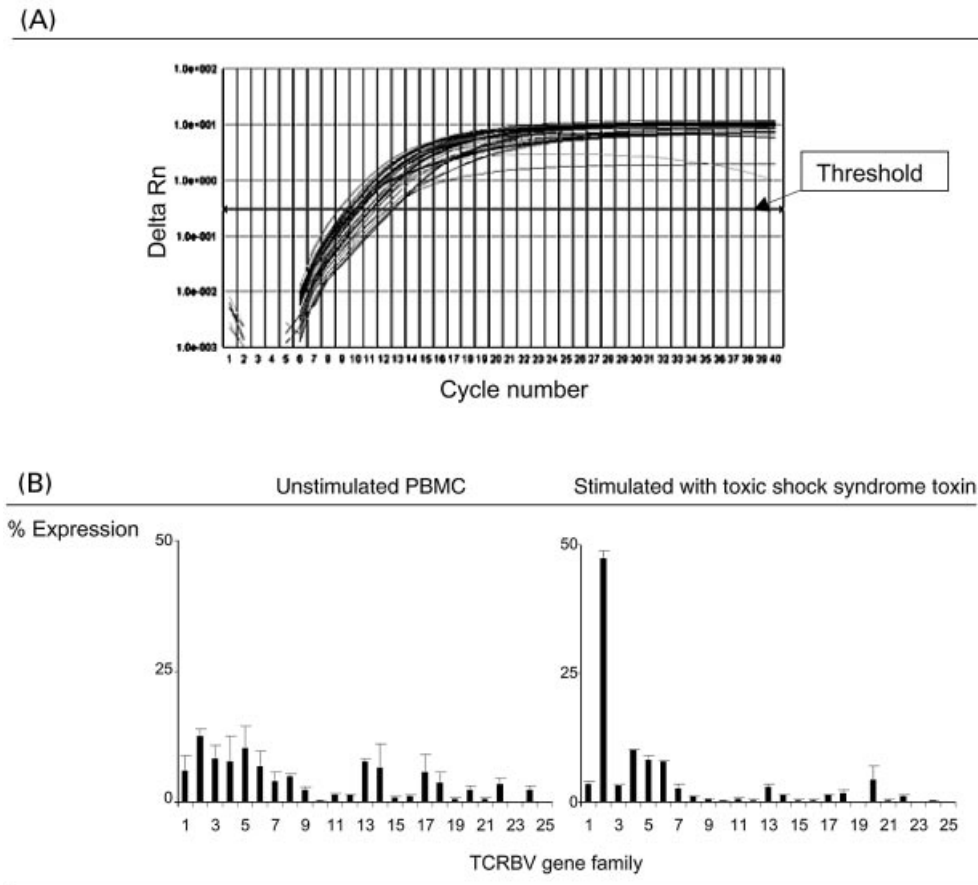 (A)
1.0e+002
1.0e+001
1.0e+000
1.0e-001
1.0e-002
1.0e-003
Delta Rn
Threshold
1 2 3 4 5 6 7 8 9 10 11 12 13 14 15 16 17 18 19 20 21 22 23 24 25 26 27 28 29 30 31 32 33 34 35 36 37 38 39 40
Cycle number
(B)
Unstimulated PBMC
Stimulated with toxic shock syndrome toxin
% Expression
50
25
0
1 3 5 7 9 11 13 15 17 19 21 23 25
50
25
0
1 3 5 7 9 11 13 15 17 19 21 23 25
TCRBV gene family